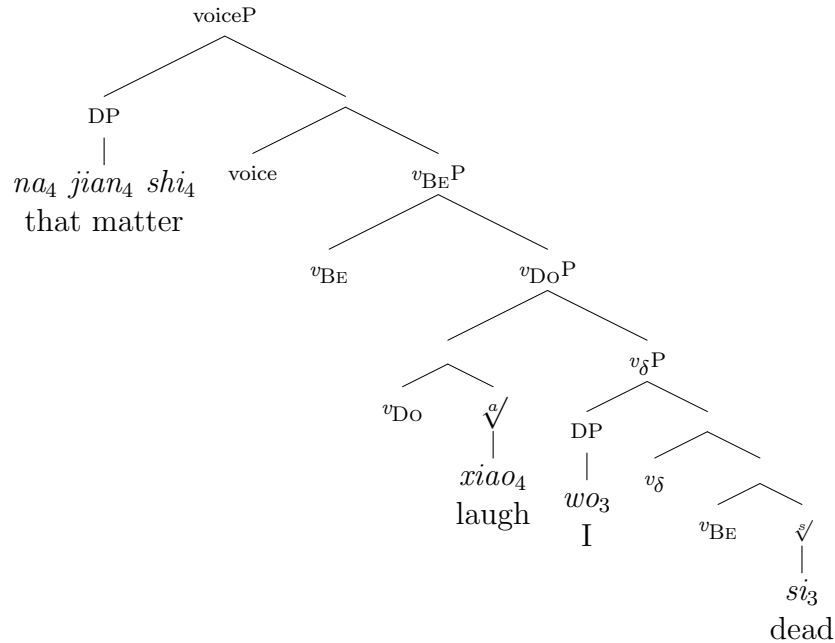 voiceP
DP
na₄ jian₄ shi₄
that matter
voice
vBEP
vBE
vDOP
vDO
a√
xiao₄
laugh
vδP
DP
wo₃
I
vδ
vBE
s√
si₃
dead